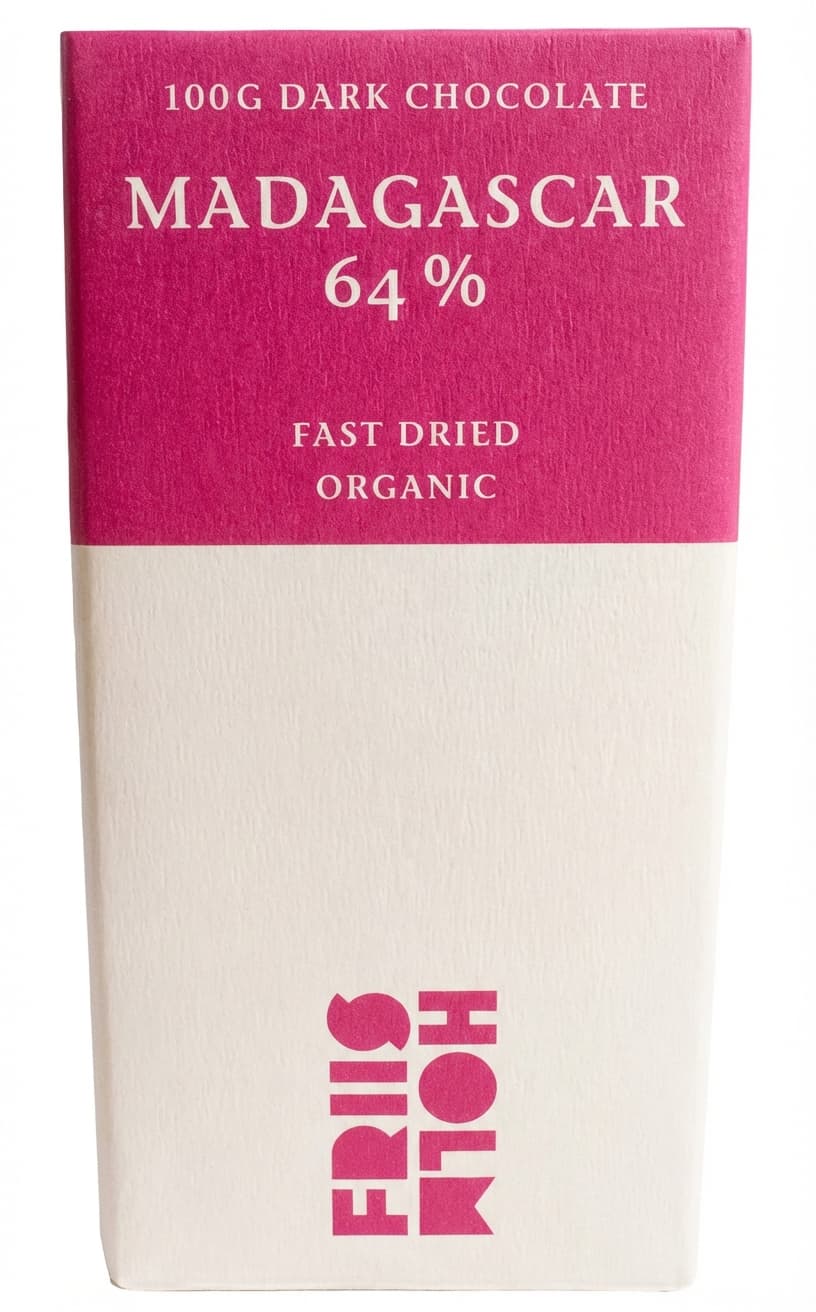 100G DARK CHOCOLATE
MADAGASCAR
64 %
FAST DRIED
ORGANIC
FRIIS
HOLM